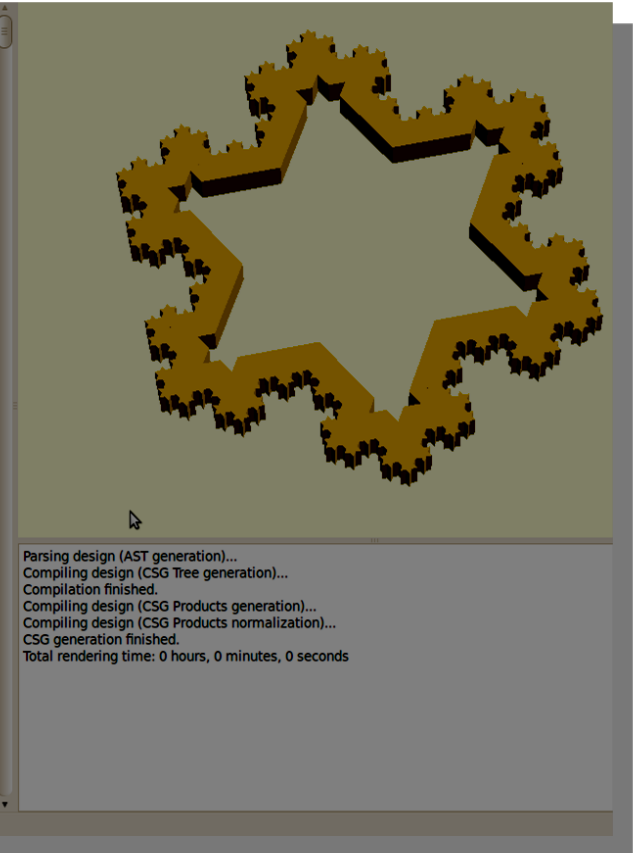 Parsing design (AST generation)...
Compiling design (CSG Tree generation)...
Compilation finished.
Compiling design (CSG Products generation)...
Compiling design (CSG Products normalization)...
CSG generation finished.
Total rendering time: 0 hours, 0 minutes, 0 seconds